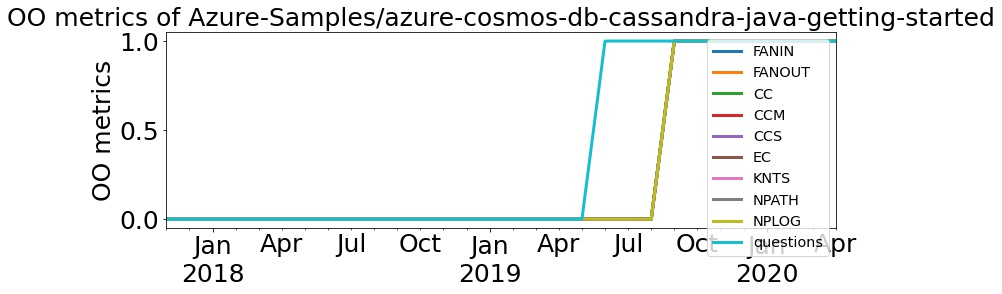 OO metrics of Azure-Samples/azure-cosmos-db-cassandra-java-getting-started
OO metrics
1.0
0.5
0.0
FANIN
FANOUT
CC
CCM
CCS
EC
KNTS
NPATH
NPLOG
questions
Jan
2018
Apr
Jul
Oct
Jan
2019
Apr
Jul
Oct
Jan
2020
Apr